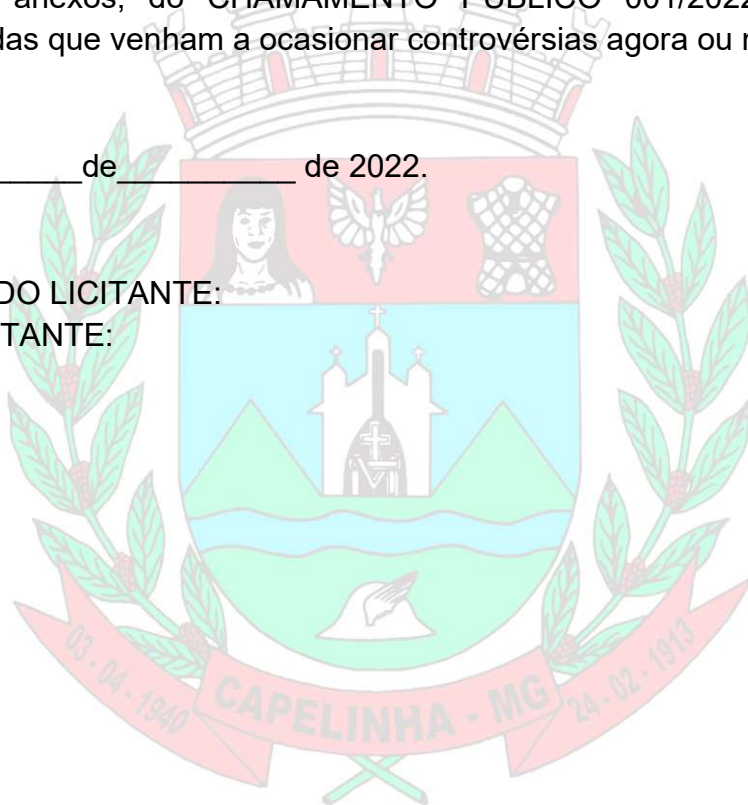 anexos, do CHAMAMENTO PÚBLICO 001/2022
das que venham a ocasionar controvérsias agora ou
______de__________ de 2022.
DO LICITANTE:
TANTE:
03-04-1940 CAPELINHA - MG 24-02-1913